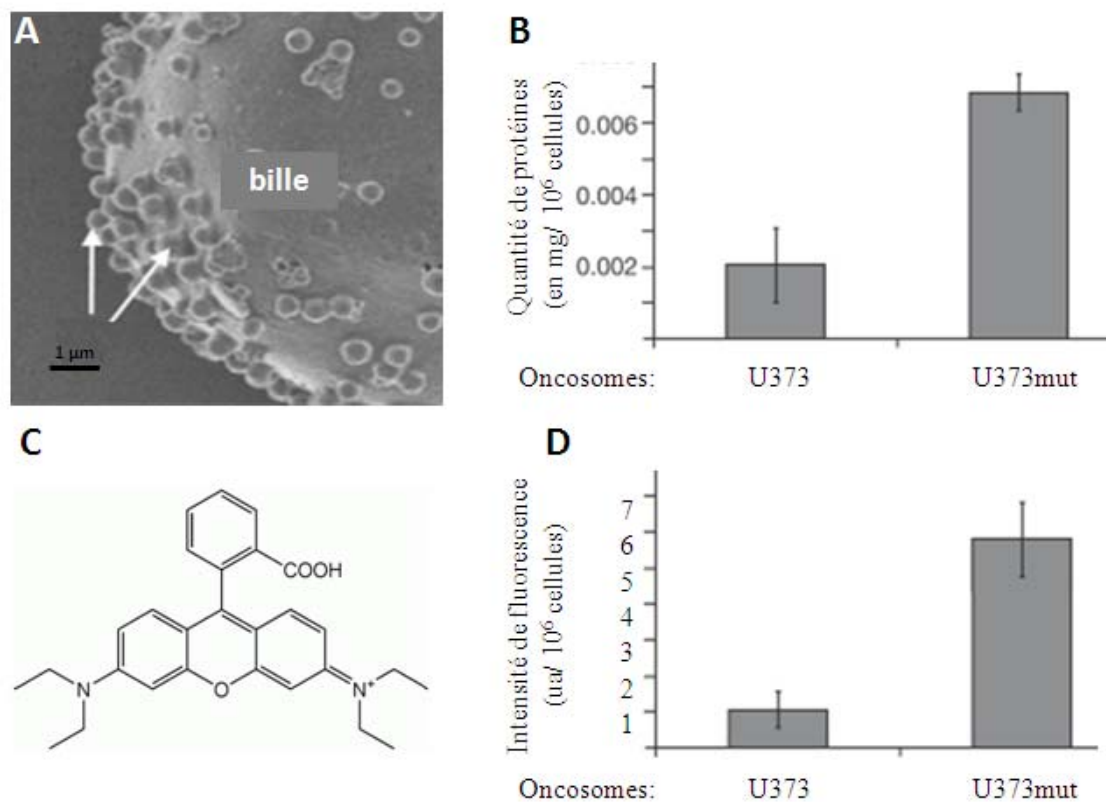 A
bille
1 µm
B
Quantité de protéines
(en mg/ 10⁶ cellules)
0.006
0.004
0.002
Oncosomes: U373 U373mut
C
COOH
N
O
N⁺
D
Intensité de fluorescence
(ua/ 10⁶ cellules)
7
6
5
4
3
2
1
Oncosomes: U373 U373mut